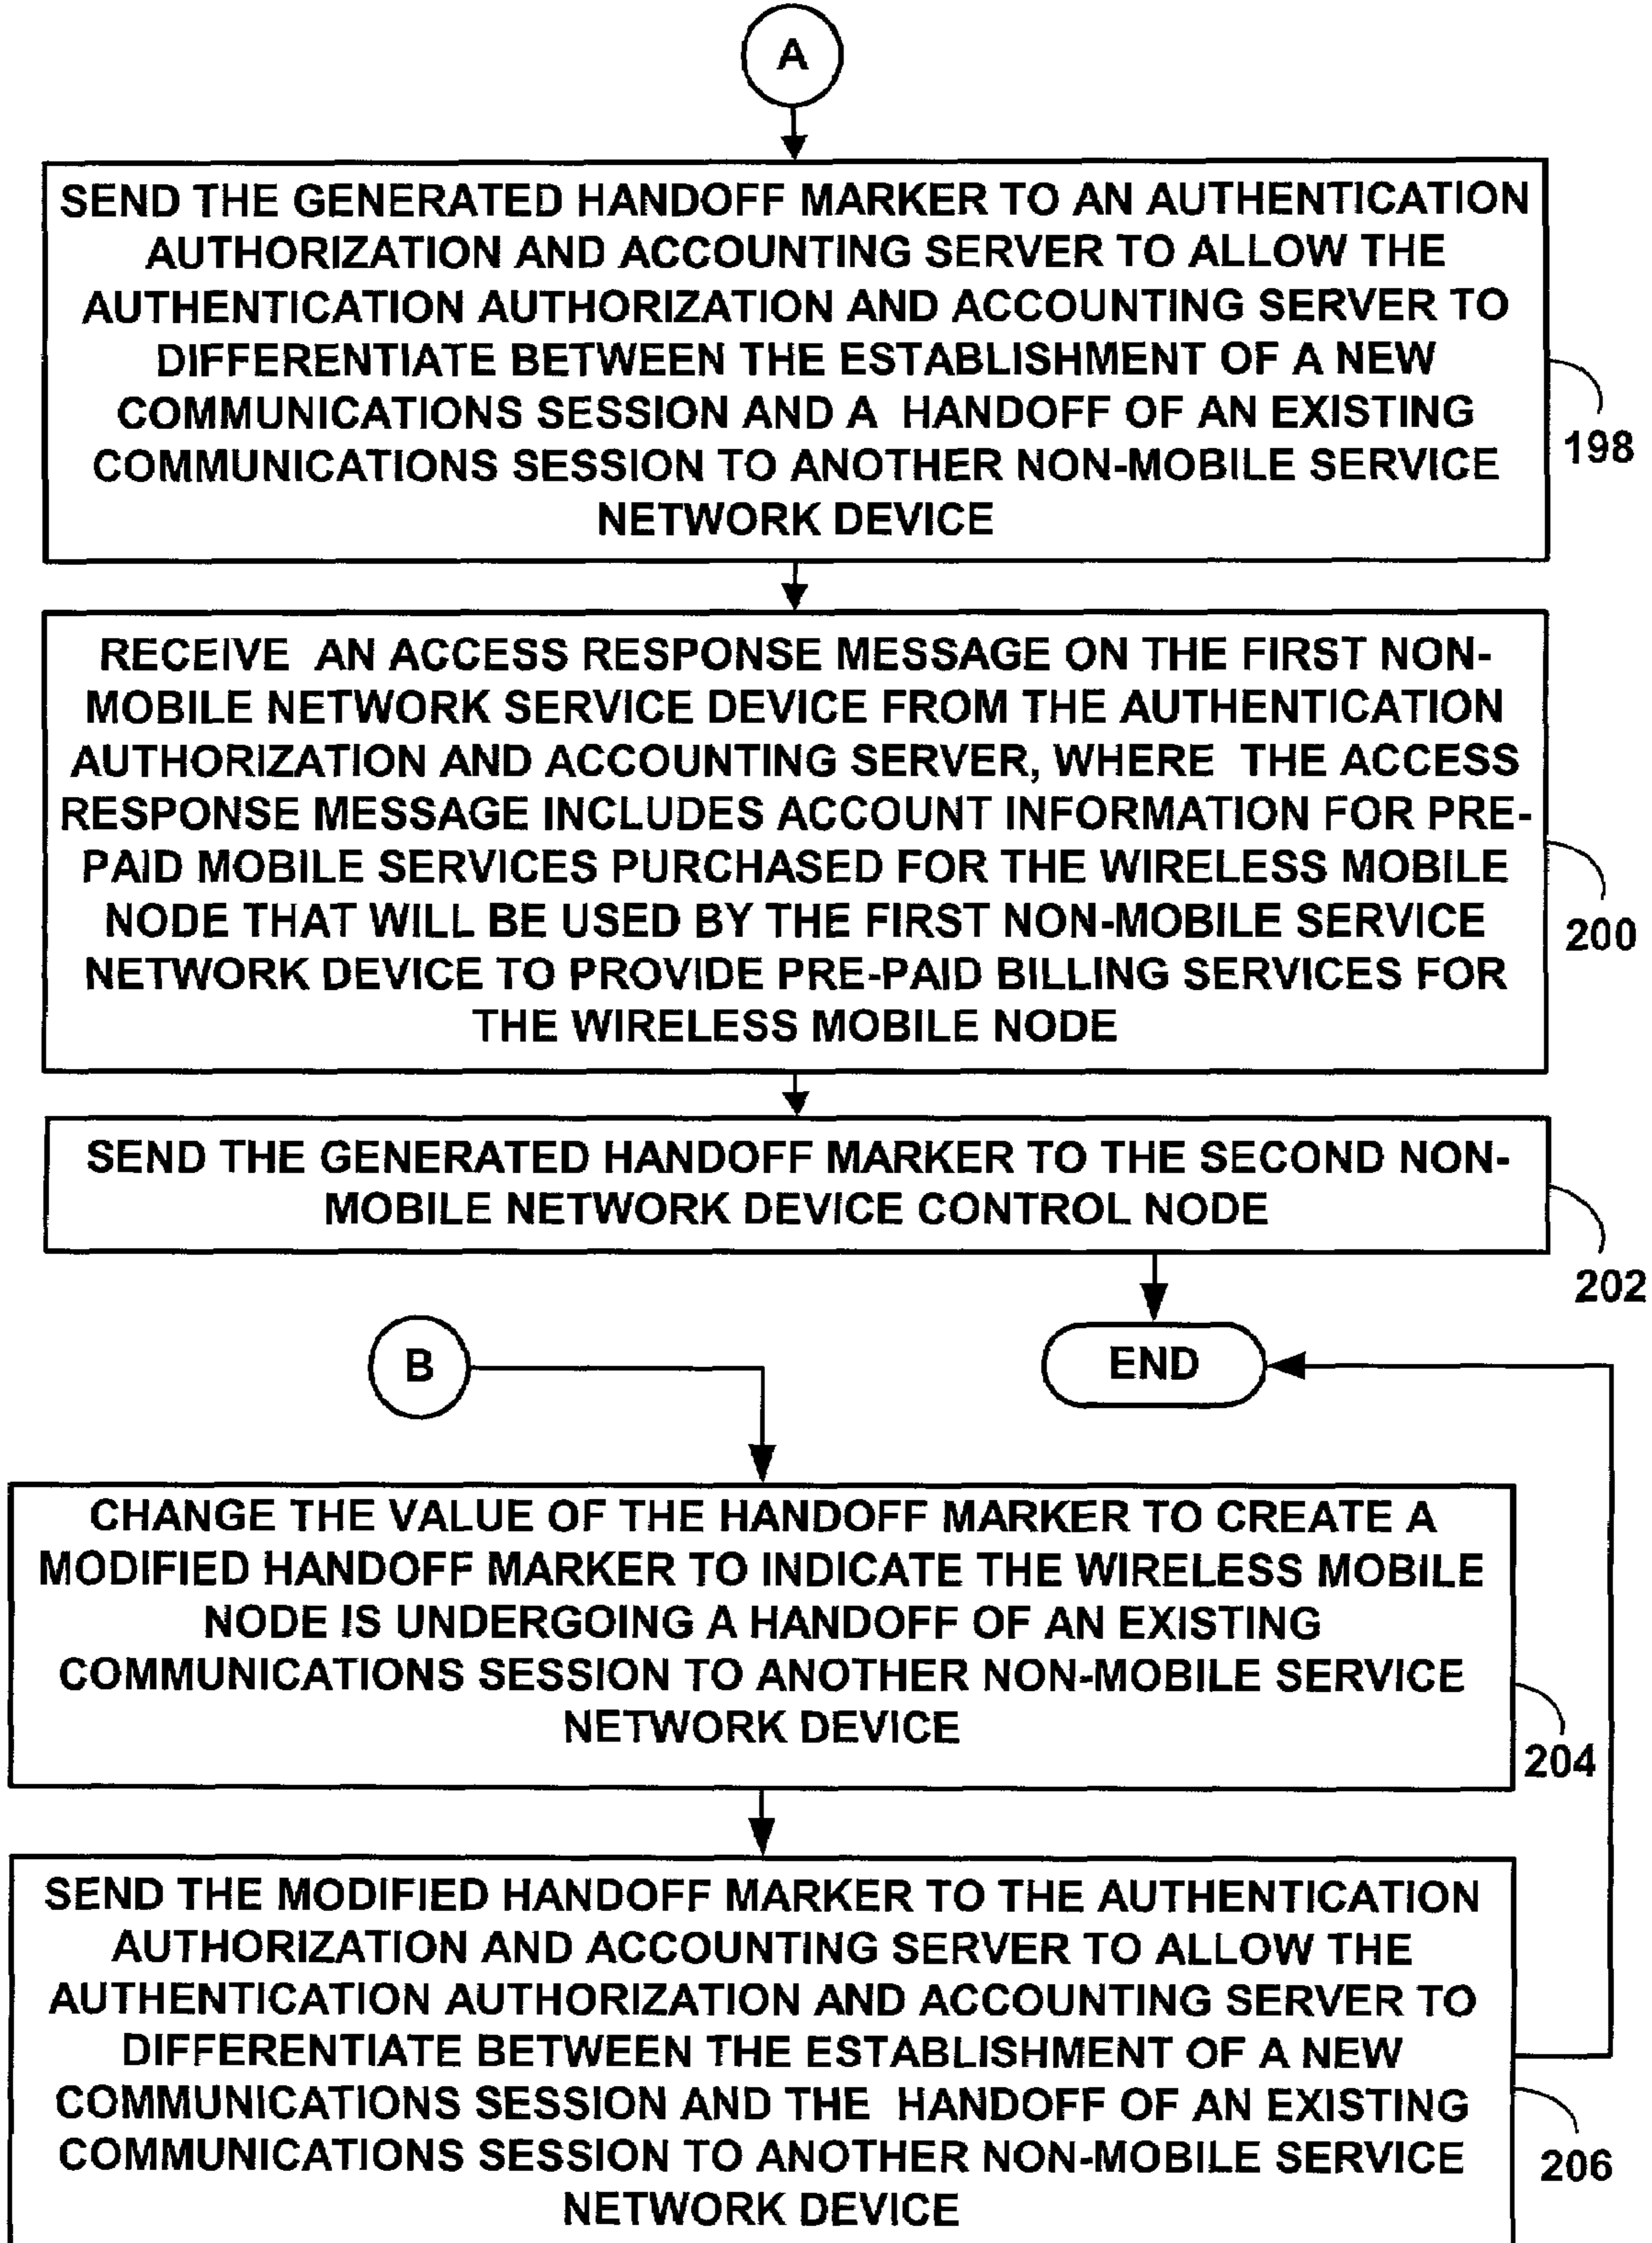 A
SEND THE GENERATED HANDOFF MARKER TO AN AUTHENTICATION
AUTHORIZATION AND ACCOUNTING SERVER TO ALLOW THE
AUTHENTICATION AUTHORIZATION AND ACCOUNTING SERVER TO
DIFFERENTIATE BETWEEN THE ESTABLISHMENT OF A NEW
COMMUNICATIONS SESSION AND A HANDOFF OF AN EXISTING
COMMUNICATIONS SESSION TO ANOTHER NON-MOBILE SERVICE
NETWORK DEVICE
198
RECEIVE AN ACCESS RESPONSE MESSAGE ON THE FIRST NON-
MOBILE NETWORK SERVICE DEVICE FROM THE AUTHENTICATION
AUTHORIZATION AND ACCOUNTING SERVER, WHERE THE ACCESS
RESPONSE MESSAGE INCLUDES ACCOUNT INFORMATION FOR PRE-
PAID MOBILE SERVICES PURCHASED FOR THE WIRELESS MOBILE
NODE THAT WILL BE USED BY THE FIRST NON-MOBILE SERVICE
NETWORK DEVICE TO PROVIDE PRE-PAID BILLING SERVICES FOR
THE WIRELESS MOBILE NODE
200
SEND THE GENERATED HANDOFF MARKER TO THE SECOND NON-
MOBILE NETWORK DEVICE CONTROL NODE
202
B
END
CHANGE THE VALUE OF THE HANDOFF MARKER TO CREATE A
MODIFIED HANDOFF MARKER TO INDICATE THE WIRELESS MOBILE
NODE IS UNDERGOING A HANDOFF OF AN EXISTING
COMMUNICATIONS SESSION TO ANOTHER NON-MOBILE SERVICE
NETWORK DEVICE
204
SEND THE MODIFIED HANDOFF MARKER TO THE AUTHENTICATION
AUTHORIZATION AND ACCOUNTING SERVER TO ALLOW THE
AUTHENTICATION AUTHORIZATION AND ACCOUNTING SERVER TO
DIFFERENTIATE BETWEEN THE ESTABLISHMENT OF A NEW
COMMUNICATIONS SESSION AND THE HANDOFF OF AN EXISTING
COMMUNICATIONS SESSION TO ANOTHER NON-MOBILE SERVICE
NETWORK DEVICE
206